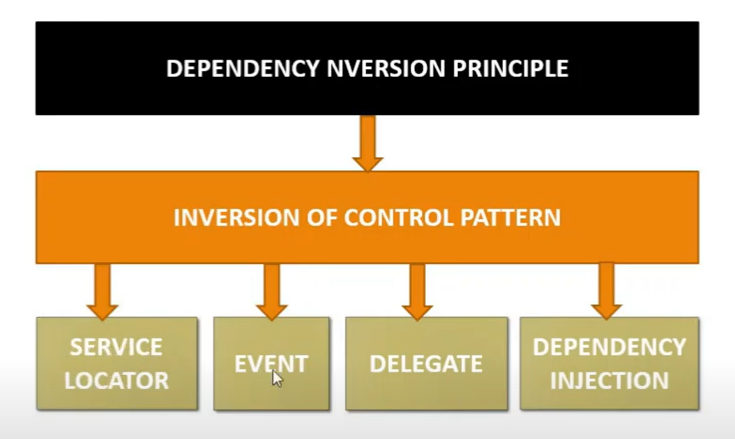 DEPENDENCY NVERSION PRINCIPLE
INVERSION OF CONTROL PATTERN
SERVICE
LOCATOR
EVENT
DELEGATE
DEPENDENCY
INJECTION